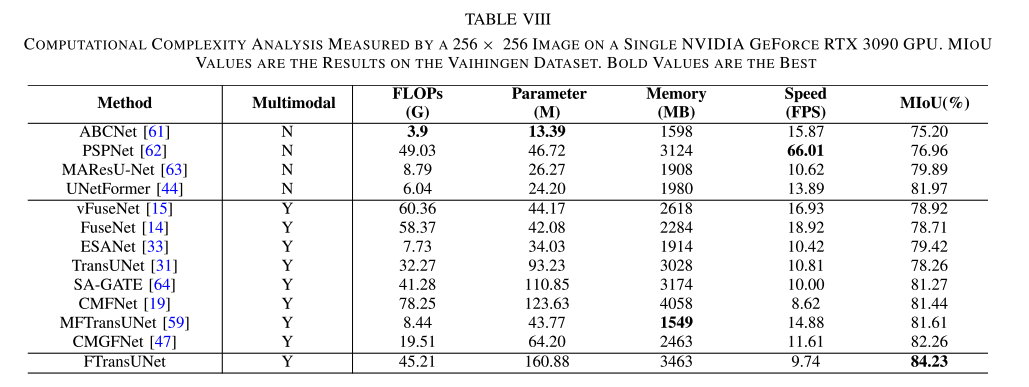 TABLE VIII
COMPUTATIONAL COMPLEXITY ANALYSIS MEASURED BY A 256 × 256 IMAGE ON A SINGLE NVIDIA GEFORCE RTX 3090 GPU. MIOU
VALUES ARE THE RESULTS ON THE VAIHINGEN DATASET. BOLD VALUES ARE THE BEST
Method Multimodal FLOPs (G) Parameter (M) Memory (MB) Speed (FPS) MIoU(%)
ABCNet [61] N 3.9 13.39 1598 15.87 75.20
PSPNet [62] N 49.03 46.72 3124 66.01 76.96
MAResU-Net [63] N 8.79 26.27 1908 10.62 79.89
UNetFormer [44] N 6.04 24.20 1980 13.89 81.97
vFuseNet [15] Y 60.36 44.17 2618 16.93 78.92
FuseNet [14] Y 58.37 42.08 2284 18.92 78.71
ESANet [33] Y 7.73 34.03 1914 10.42 79.42
TransUNet [31] Y 32.27 93.23 3028 10.81 78.26
SA-GATE [64] Y 41.28 110.85 3174 10.00 81.27
CMFNet [19] Y 78.25 123.63 4058 8.62 81.44
MFTransUNet [59] Y 8.44 43.77 1549 14.88 81.61
CMGFNet [47] Y 19.51 64.20 2463 11.61 82.26
FTransUNet Y 45.21 160.88 3463 9.74 84.23